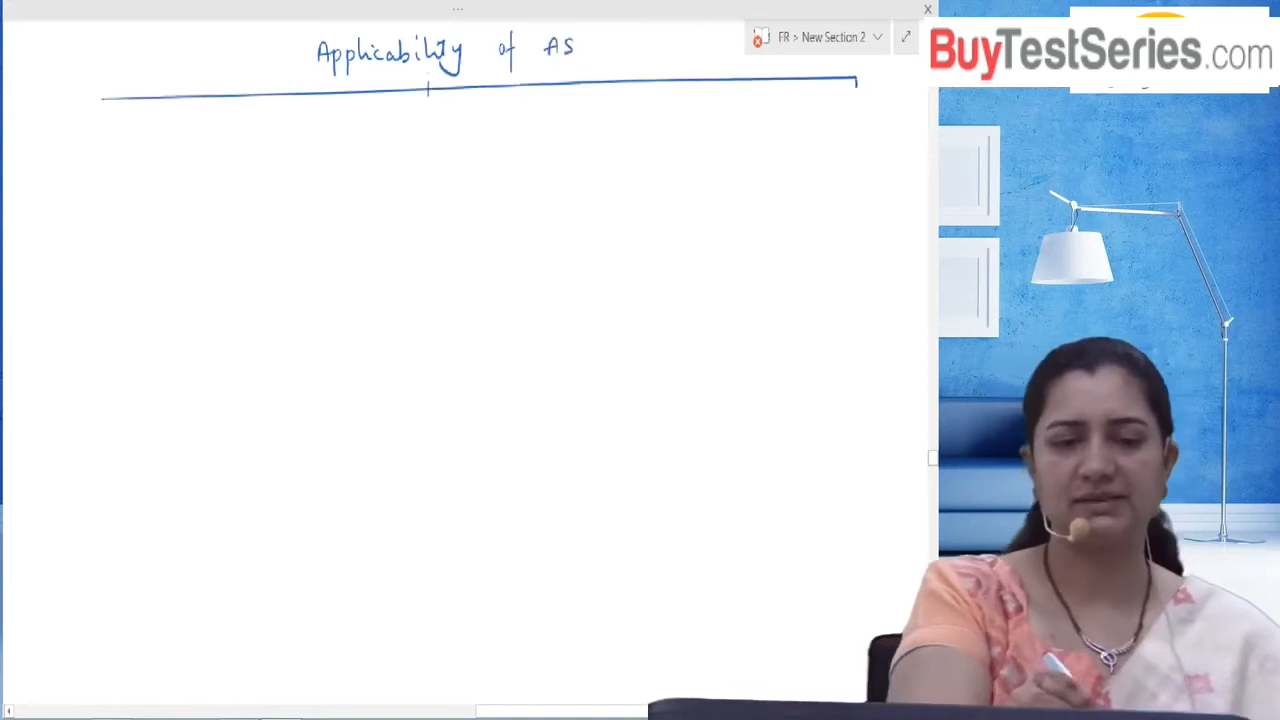 Applicability of AS
FR > New Section 2
BuyTestSeries.com